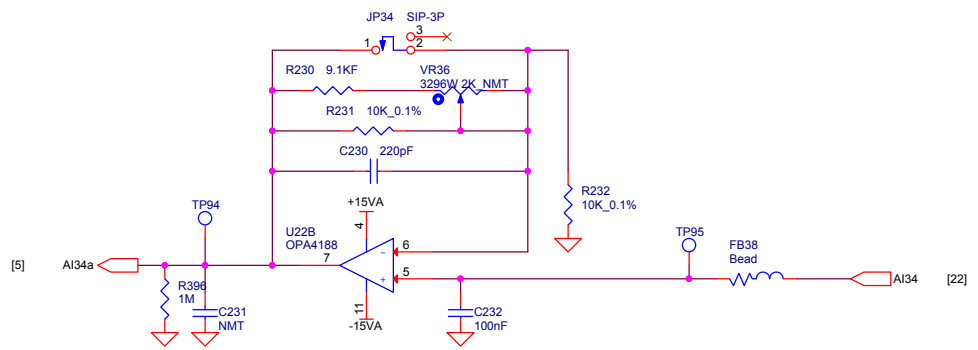 JP34 SIP-3P
3
1 2
R230 9.1KF VR36
3296W 2K_NMT
R231 10K_0.1%
C230 220pF
R232
10K_0.1%
TP94 +15VA
4
U22B
OPA4188
TP95
6
FB38
Bead
7 -
[5] AI34a 5 + AI34 [22]
R396
1M
C231
NMT
11
-15VA
C232
100nF